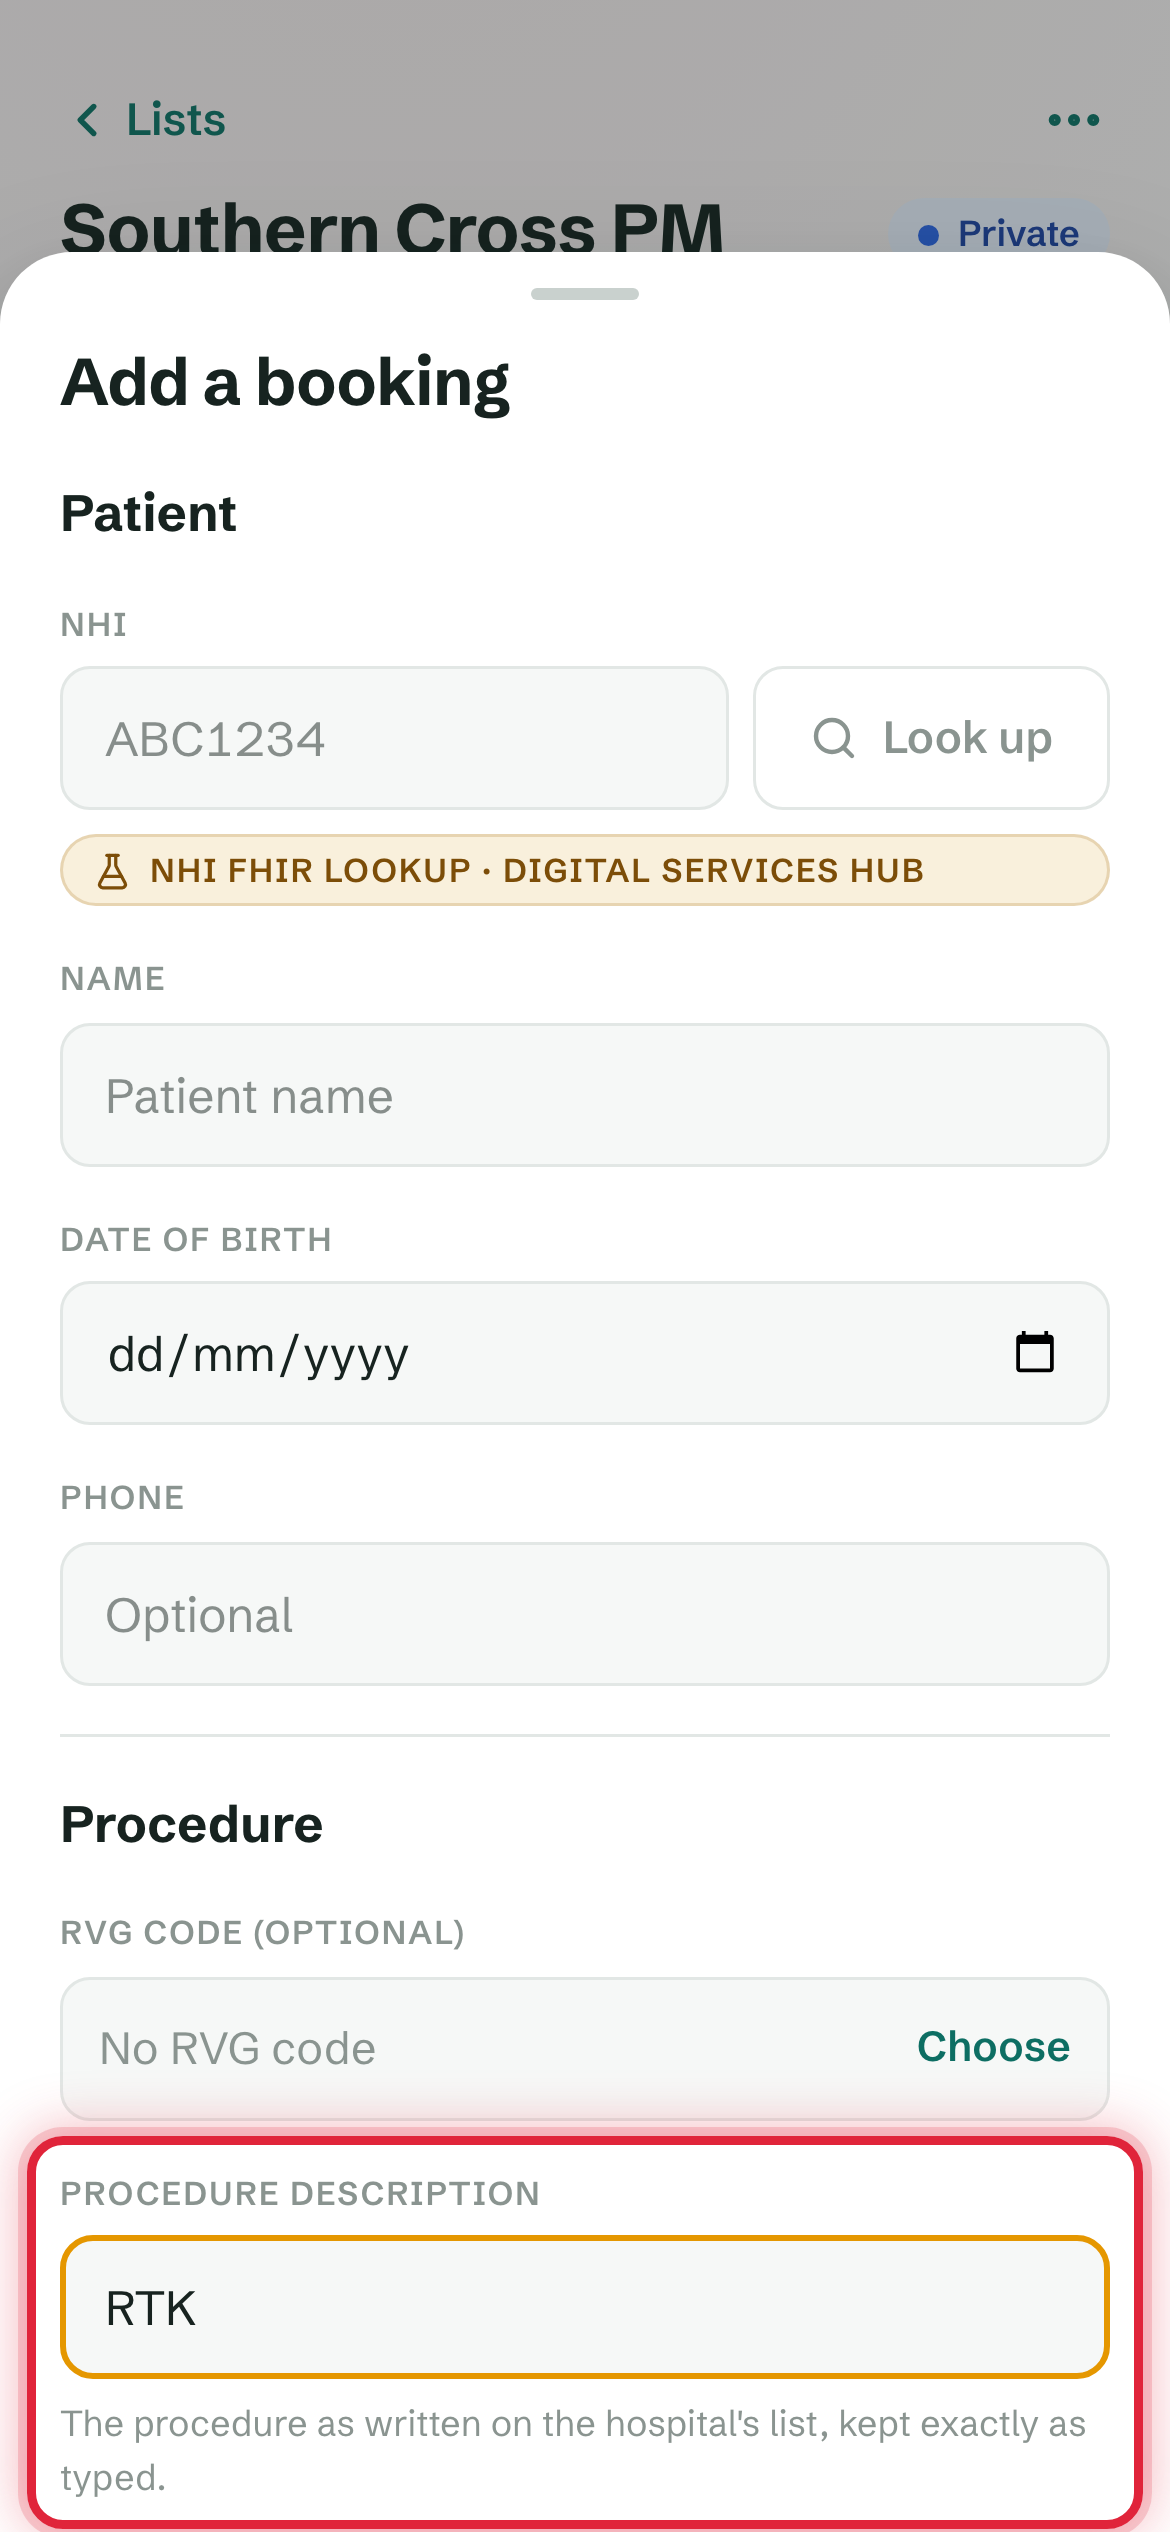 Lists
Southern Cross PM
Private
Add a booking
Patient
NHI
ABC1234
Look up
NHI FHIR LOOKUP · DIGITAL SERVICES HUB
NAME
Patient name
DATE OF BIRTH
dd/mm/yyyy
PHONE
Optional
Procedure
RVG CODE (OPTIONAL)
No RVG code
Choose
PROCEDURE DESCRIPTION
RTK
The procedure as written on the hospital's list, kept exactly as
typed.